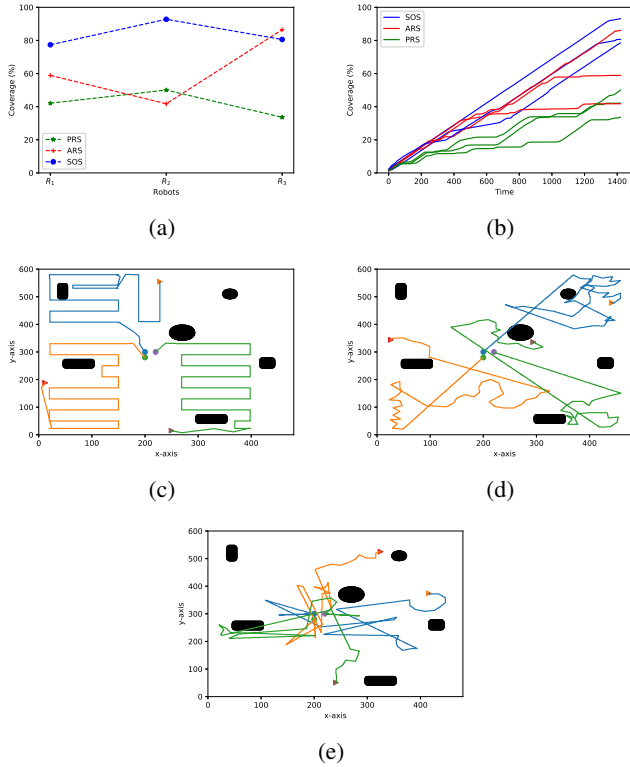 100
80
60
40
20
0
Coverage (%)
PRS
ARS
SOS
R1 R2 R3
Robots
(a)
100
80
60
40
20
0
Coverage (%)
SOS
ARS
PRS
0 200 400 600 800 1000 1200 1400
Time
(b)
600
500
400
300
200
100
0
y-axis
0 100 200 300 400
x-axis
(c)
600
500
400
300
200
100
0
y-axis
0 100 200 300 400
x-axis
(d)
600
500
400
300
200
100
0
y-axis
0 100 200 300 400
x-axis
(e)